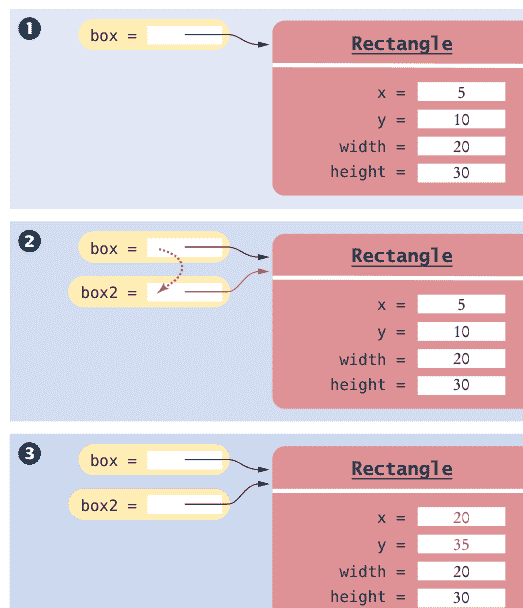 1
box =
Rectangle
x = 5
y = 10
width = 20
height = 30
2
box =
Rectangle
box2 =
x = 5
y = 10
width = 20
height = 30
3
box =
Rectangle
box2 =
x = 20
y = 35
width = 20
height = 30